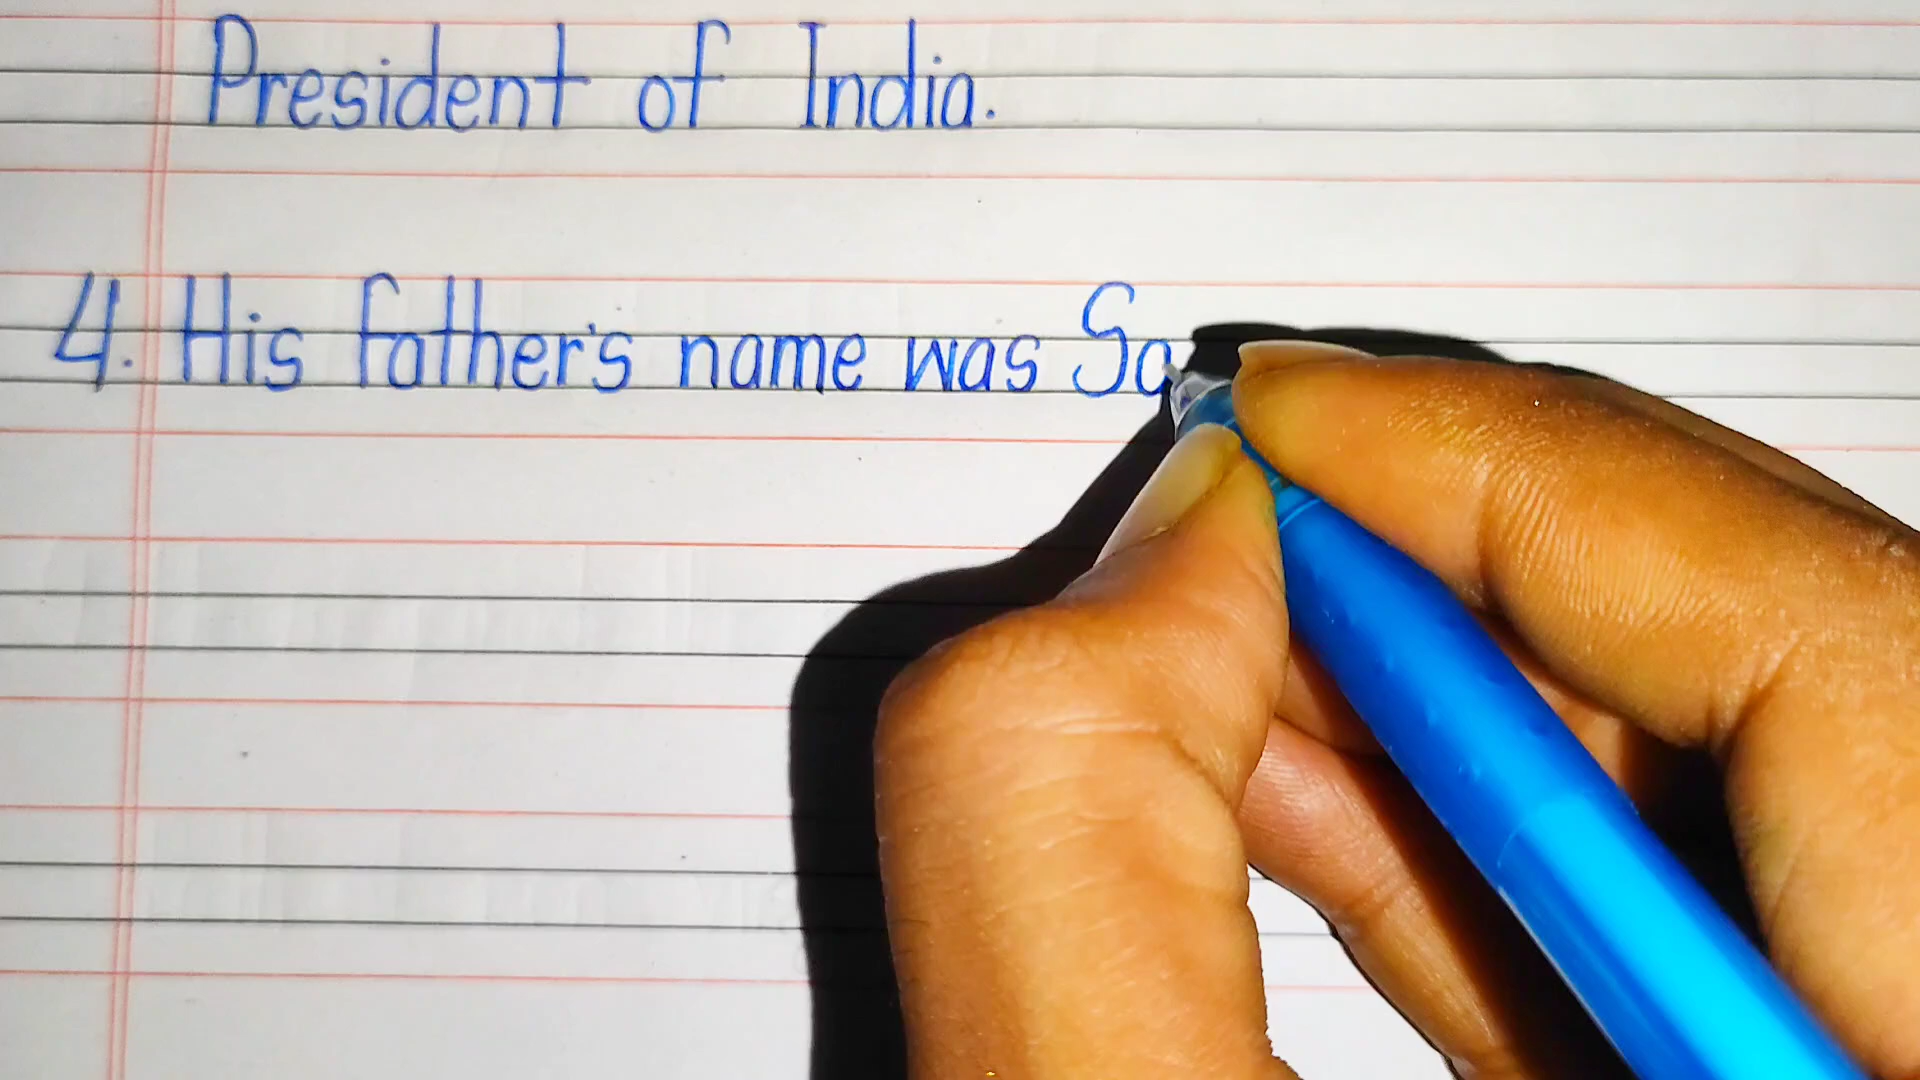 President of India.
4. His father's name was Sa